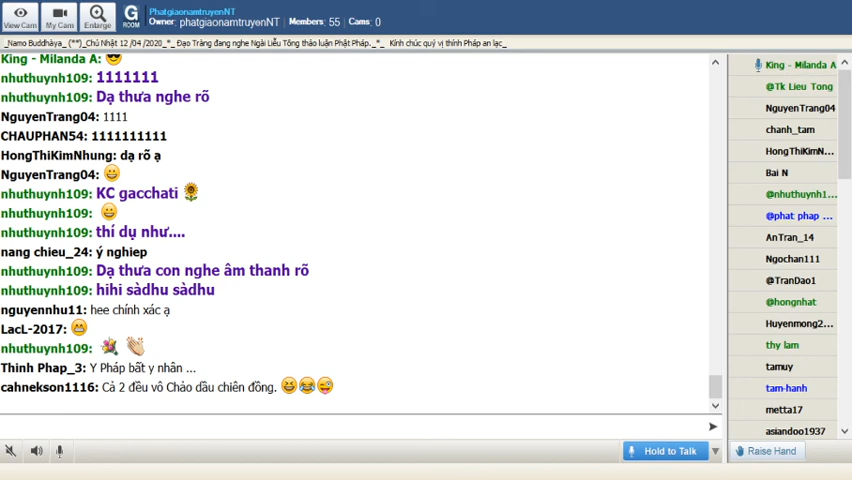 View Cam
My Cam
Enlarge
G ROOM
PhatgiaonamtruyenNT
Owner: phatgiaonamtruyenNT | Members: 55 Cams: 0
_Namo Buddhàya_ (**)_Chủ Nhật 12 /04 /2020_*_ Đạo Tràng đang nghe Ngài Liễu Tông thảo luận Phật Pháp._*_ Kính chúc quý vị thính Pháp an lạc_
King - Milanda A:
nhuthuynh109: 1111111
nhuthuynh109: Dạ thưa nghe rõ
NguyenTrang04: 1111
CHAUPHAN54: 1111111111
HongThiKimNhung: dạ rõ ạ
NguyenTrang04:
nhuthuynh109: KC gacchati
nhuthuynh109:
nhuthuynh109: thí dụ như....
nang chieu_24: ý nghiep
nhuthuynh109: Dạ thưa con nghe âm thanh rõ
nhuthuynh109: hihi sàdhu sàdhu
nguyennhu11: hee chính xác ạ
LacL-2017:
nhuthuynh109:
Thinh Phap_3: Y Pháp bất y nhân ...
cahnekson1116: Cả 2 đều vô Chảo dầu chiên đồng.
King - Milanda A
@Tk Lieu Tong
NguyenTrang04
chanh_tam
HongThiKimN...
Bai N
@nhuthuynh1...
@phat phap ...
AnTran_14
Ngochan111
@TranDao1
@hongnhat
Huyenmong2...
thy lam
tamuy
tam-hanh
metta17
asiandoo1937
Hold to Talk
Raise Hand